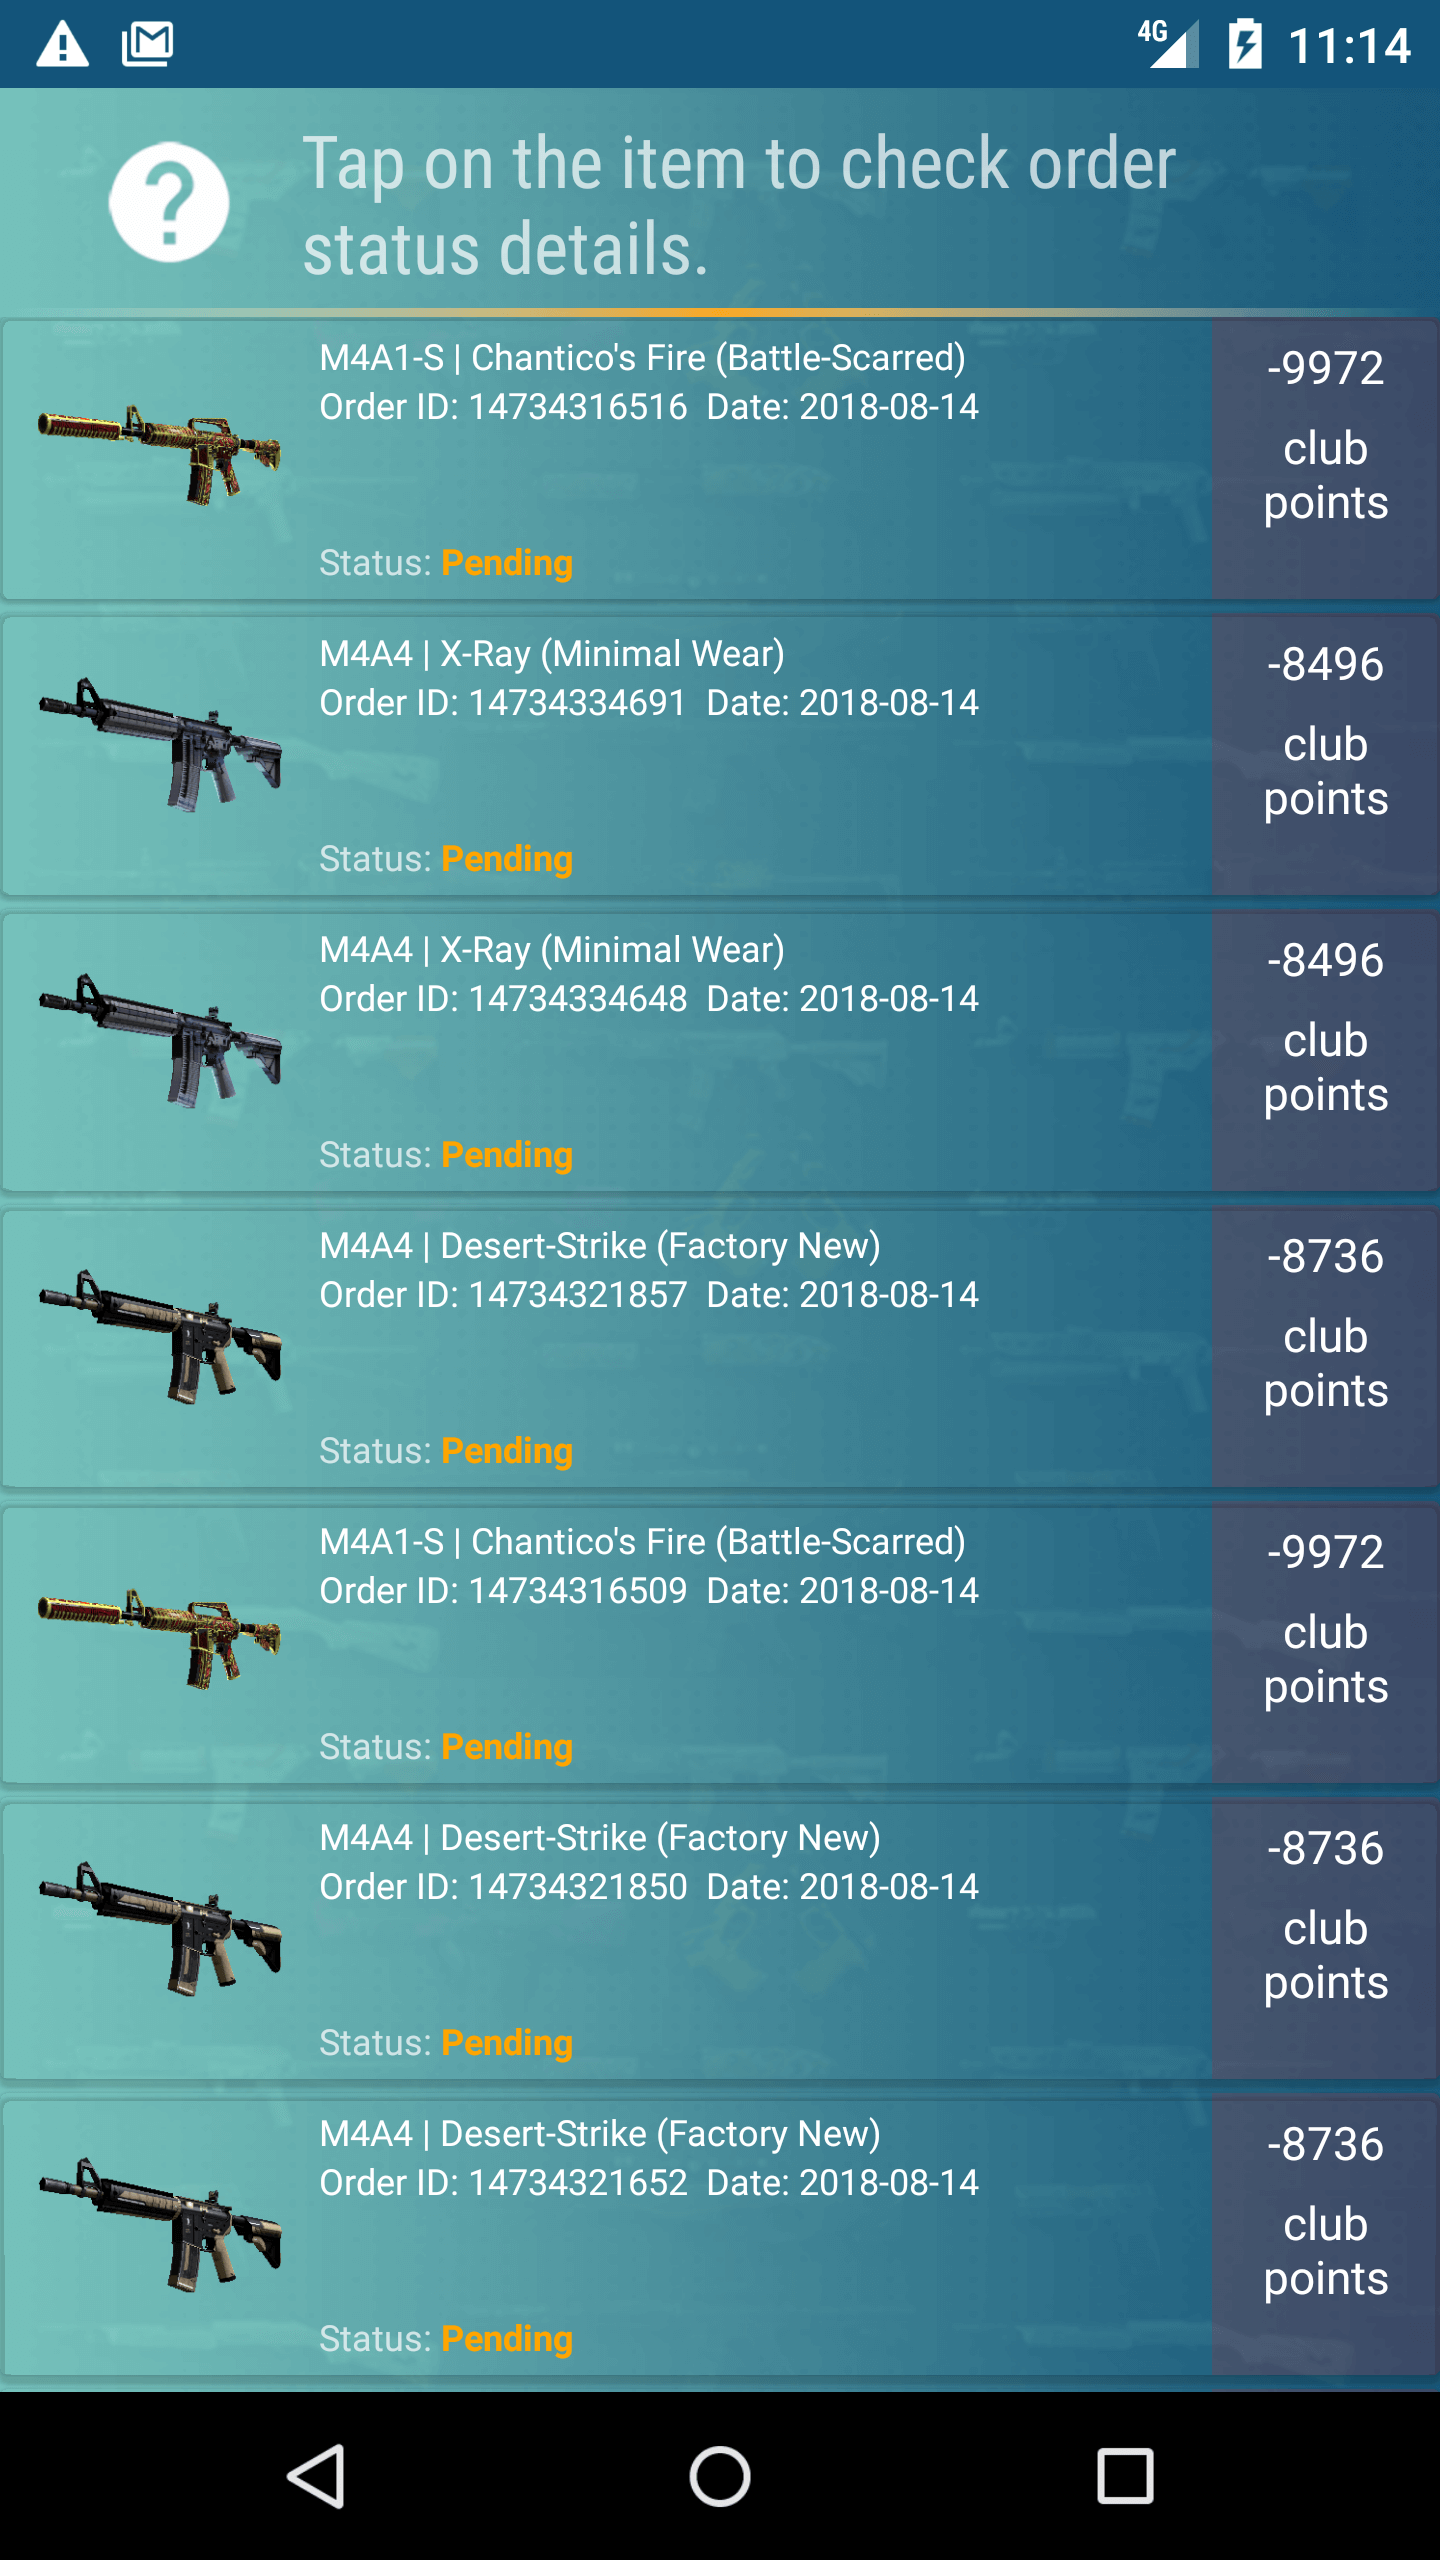 4G 11:14
Tap on the item to check order
status details.
M4A1-S | Chantico's Fire (Battle-Scarred)
Order ID: 14734316516 Date: 2018-08-14
Status: Pending
-9972
club
points
M4A4 | X-Ray (Minimal Wear)
Order ID: 14734334691 Date: 2018-08-14
Status: Pending
-8496
club
points
M4A4 | X-Ray (Minimal Wear)
Order ID: 14734334648 Date: 2018-08-14
Status: Pending
-8496
club
points
M4A4 | Desert-Strike (Factory New)
Order ID: 14734321857 Date: 2018-08-14
Status: Pending
-8736
club
points
M4A1-S | Chantico's Fire (Battle-Scarred)
Order ID: 14734316509 Date: 2018-08-14
Status: Pending
-9972
club
points
M4A4 | Desert-Strike (Factory New)
Order ID: 14734321850 Date: 2018-08-14
Status: Pending
-8736
club
points
M4A4 | Desert-Strike (Factory New)
Order ID: 14734321652 Date: 2018-08-14
Status: Pending
-8736
club
points